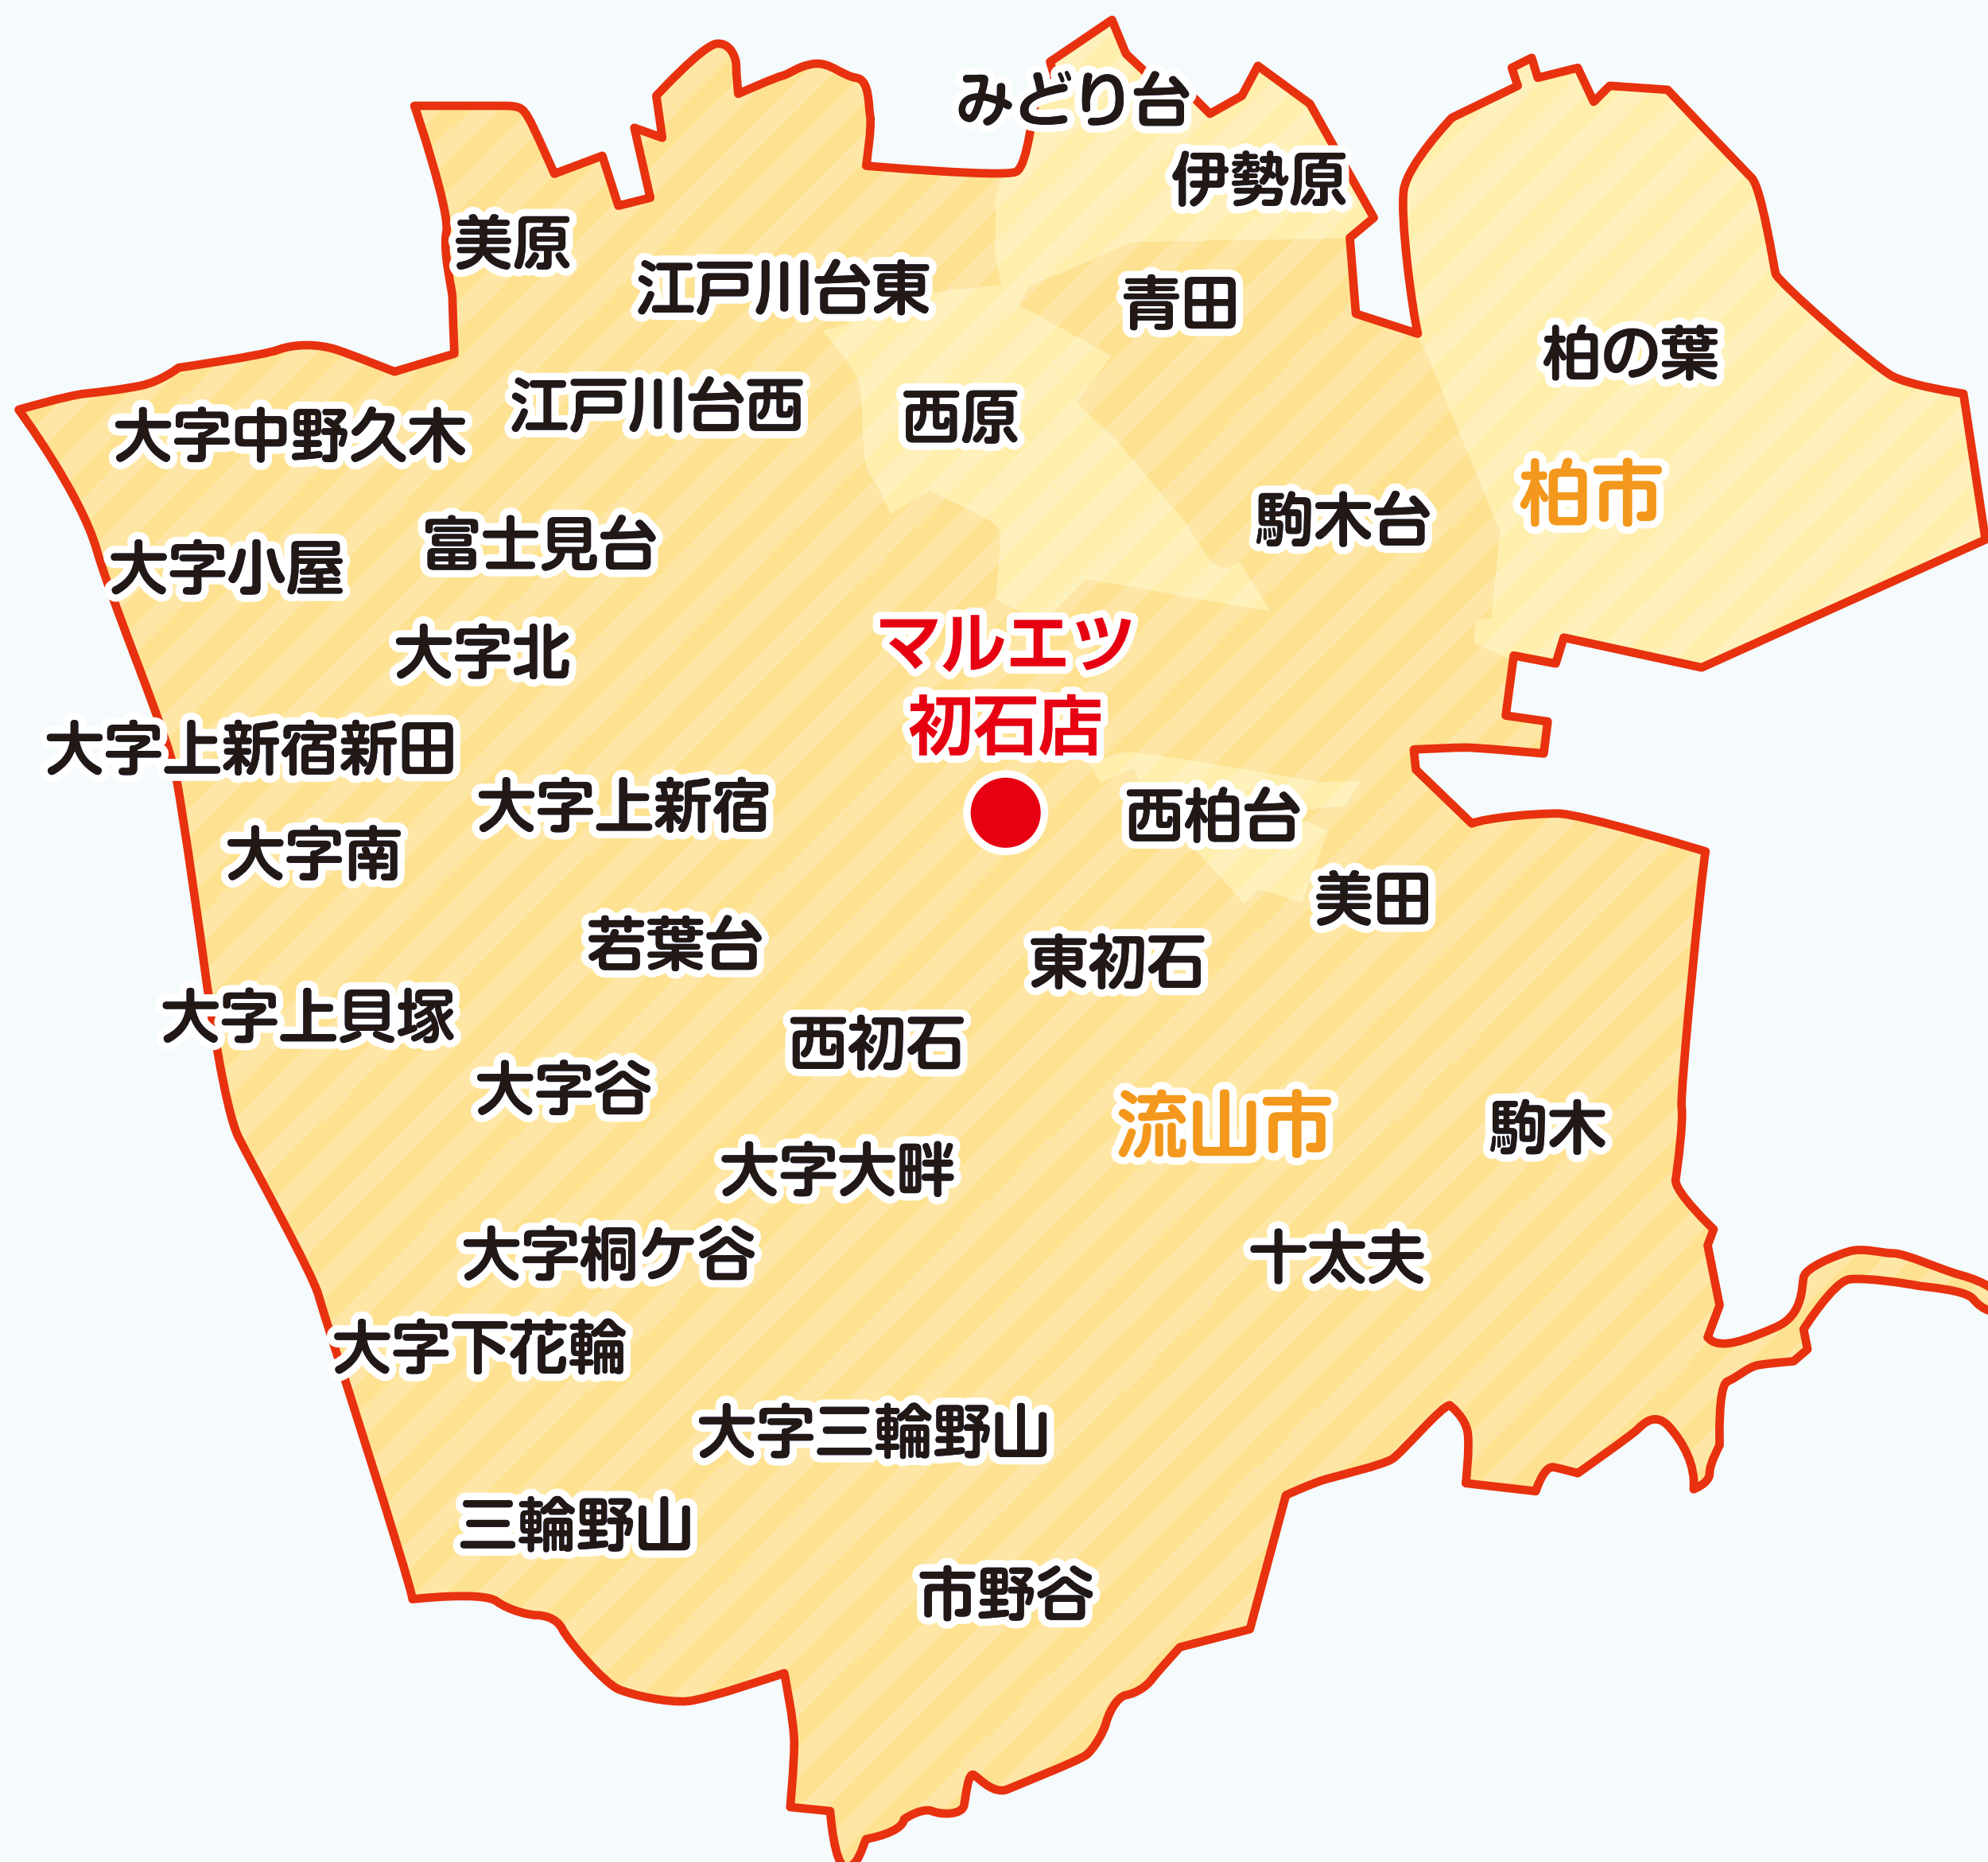 みどり台
伊勢原
美原
江戸川台東
青田
柏の葉
江戸川台西
西原
大字中野久木
柏市
駒木台
富士見台
大字小屋
大字北
マルエツ
初石店
大字上新宿新田
大字上新宿
西柏台
大字南
美田
若葉台
東初石
大字上貝塚
西初石
大字谷
流山市
駒木
大字大畔
大字桐ケ谷
十太夫
大字下花輪
大字三輪野山
三輪野山
市野谷